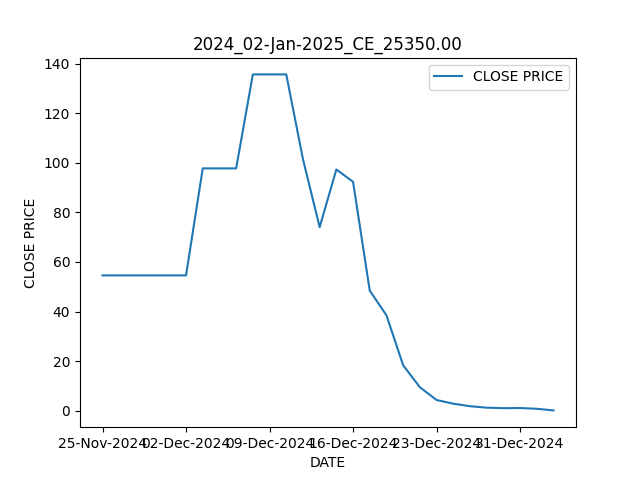 2024_02-Jan-2025_CE_25350.00
CLOSE PRICE
CLOSE PRICE
140
120
100
80
60
40
20
0
25-Nov-2024
02-Dec-2024
09-Dec-2024
16-Dec-2024
23-Dec-2024
31-Dec-2024
DATE